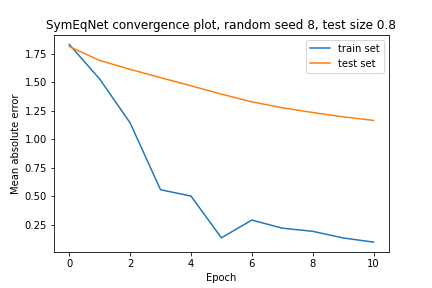 SymEqNet convergence plot, random seed 8, test size 0.8
train set
test set
Mean absolute error
1.75
1.50
1.25
1.00
0.75
0.50
0.25
0 2 4 6 8 10
Epoch